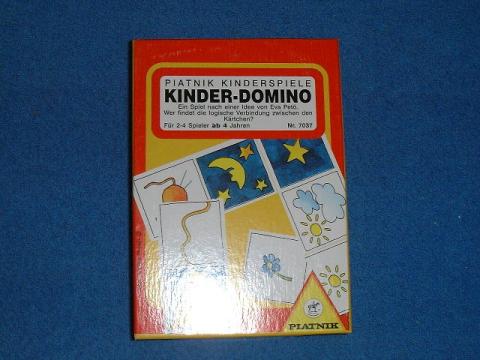 PIATNIK KINDERSPIELE
KINDER-DOMINO
Ein Spiel nach einer Idee von Eva Petö.
Wer findet die logische Verbindung zwischen den
Kärtchen?
Für 2-4 Spieler ab 4 Jahren Nr. 7037
PIATNIK